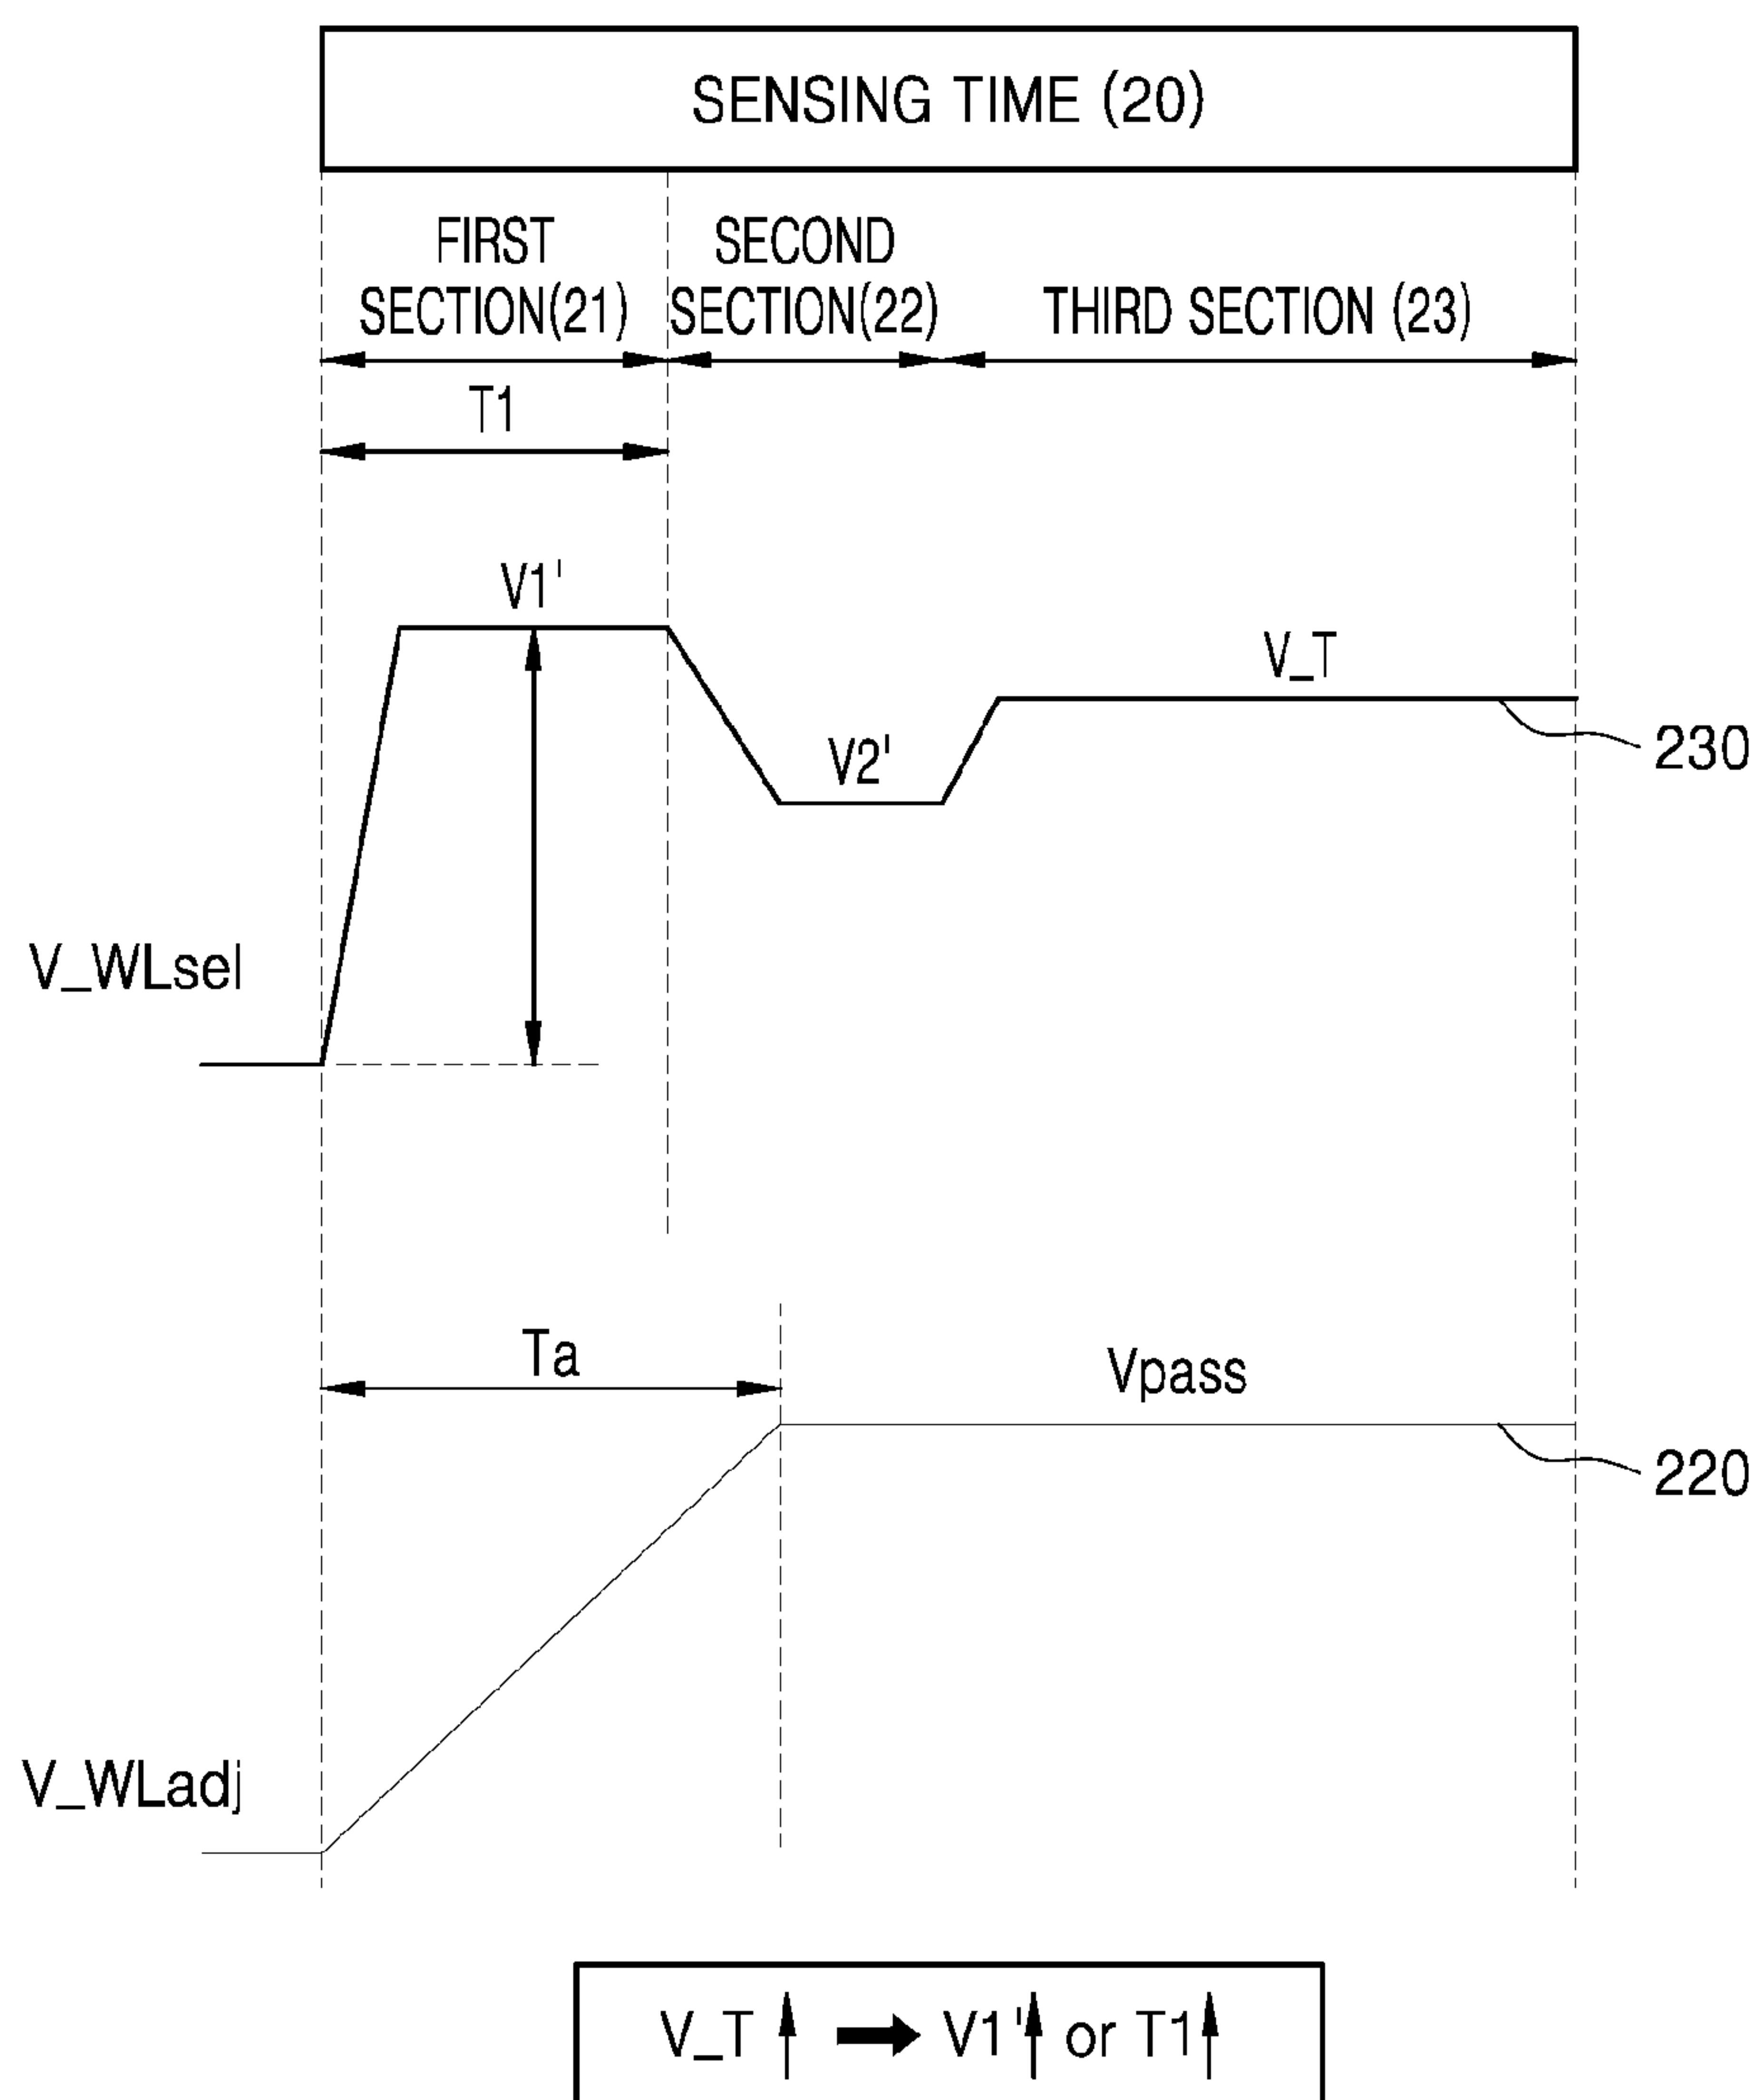 SENSING TIME (20)
FIRST SECOND
SECTION(21) SECTION(22) THIRD SECTION (23)
T1
V1'
V_T
230
V2'
V_WLsel
Ta
Vpass
220
V_WLadj
V_T ↑ ➡ V1'↑ or T1↑